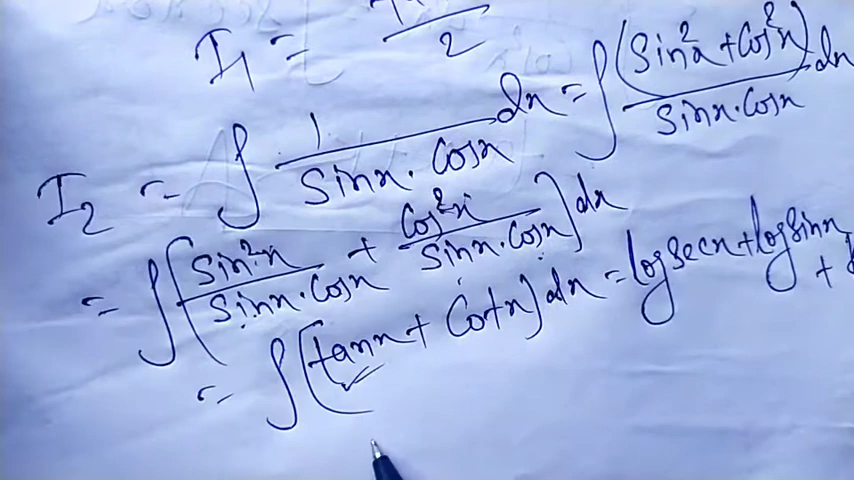 I₁ = /2
I₂ = ∫ 1/(sinx · cosx) dx = ∫ (sin²x + cos²x)/(sinx · cosx) dx
= ∫ [sin²x/(sinx · cosx) + cos²x/(sinx · cosx)] dx
= ∫ (tanx + cotx) dx = log secx + log sinx +